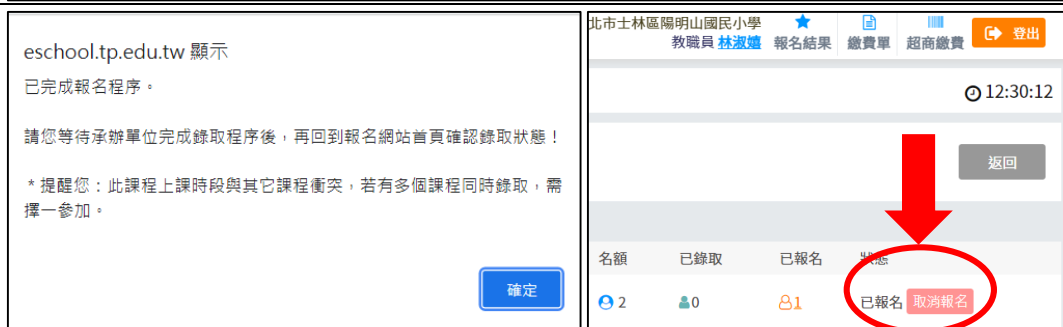 eschool.tp.edu.tw 顯示
已完成報名程序。
請您等待承辦單位完成錄取程序後，再回到報名網站首頁確認錄取狀態！
*提醒您：此課程上課時段與其它課程衝突，若有多個課程同時錄取，需
擇一參加。
確定
北市士林區陽明山國民小學
教職員 林淑嬉
報名結果
繳費單
超商繳費
登出
12:30:12
返回
名額 已錄取 已報名 狀態
2 0 1 已報名 取消報名